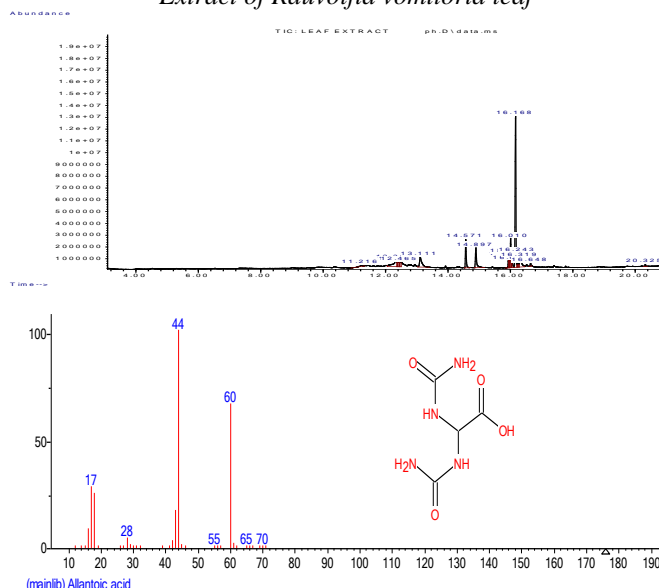 Extract of Rauvolfia vomitoria leaf
Abundance
TIC: LEAF EXTRACT ph.D\data.ms
1.9e+07
1.8e+07
1.7e+07
1.6e+07
1.5e+07
1.4e+07
1.3e+07
1.2e+07
1.1e+07
1e+07
9000000
8000000
7000000
6000000
5000000
4000000
3000000
2000000
1000000
16.168
14.571
16.010
14.897
16.243
13.111
16.319
11.216
12.465
16.648
20.325
4.00 6.00 8.00 10.00 12.00 14.00 16.00 18.00 20.00
Time-->
100
50
0
44
60
17
28
55
65
70
O
NH2
O
HN
OH
H2N
NH
O
10 20 30 40 50 60 70 80 90 100 110 120 130 140 150 160 170 180 190
(mainlib) Allantoic acid